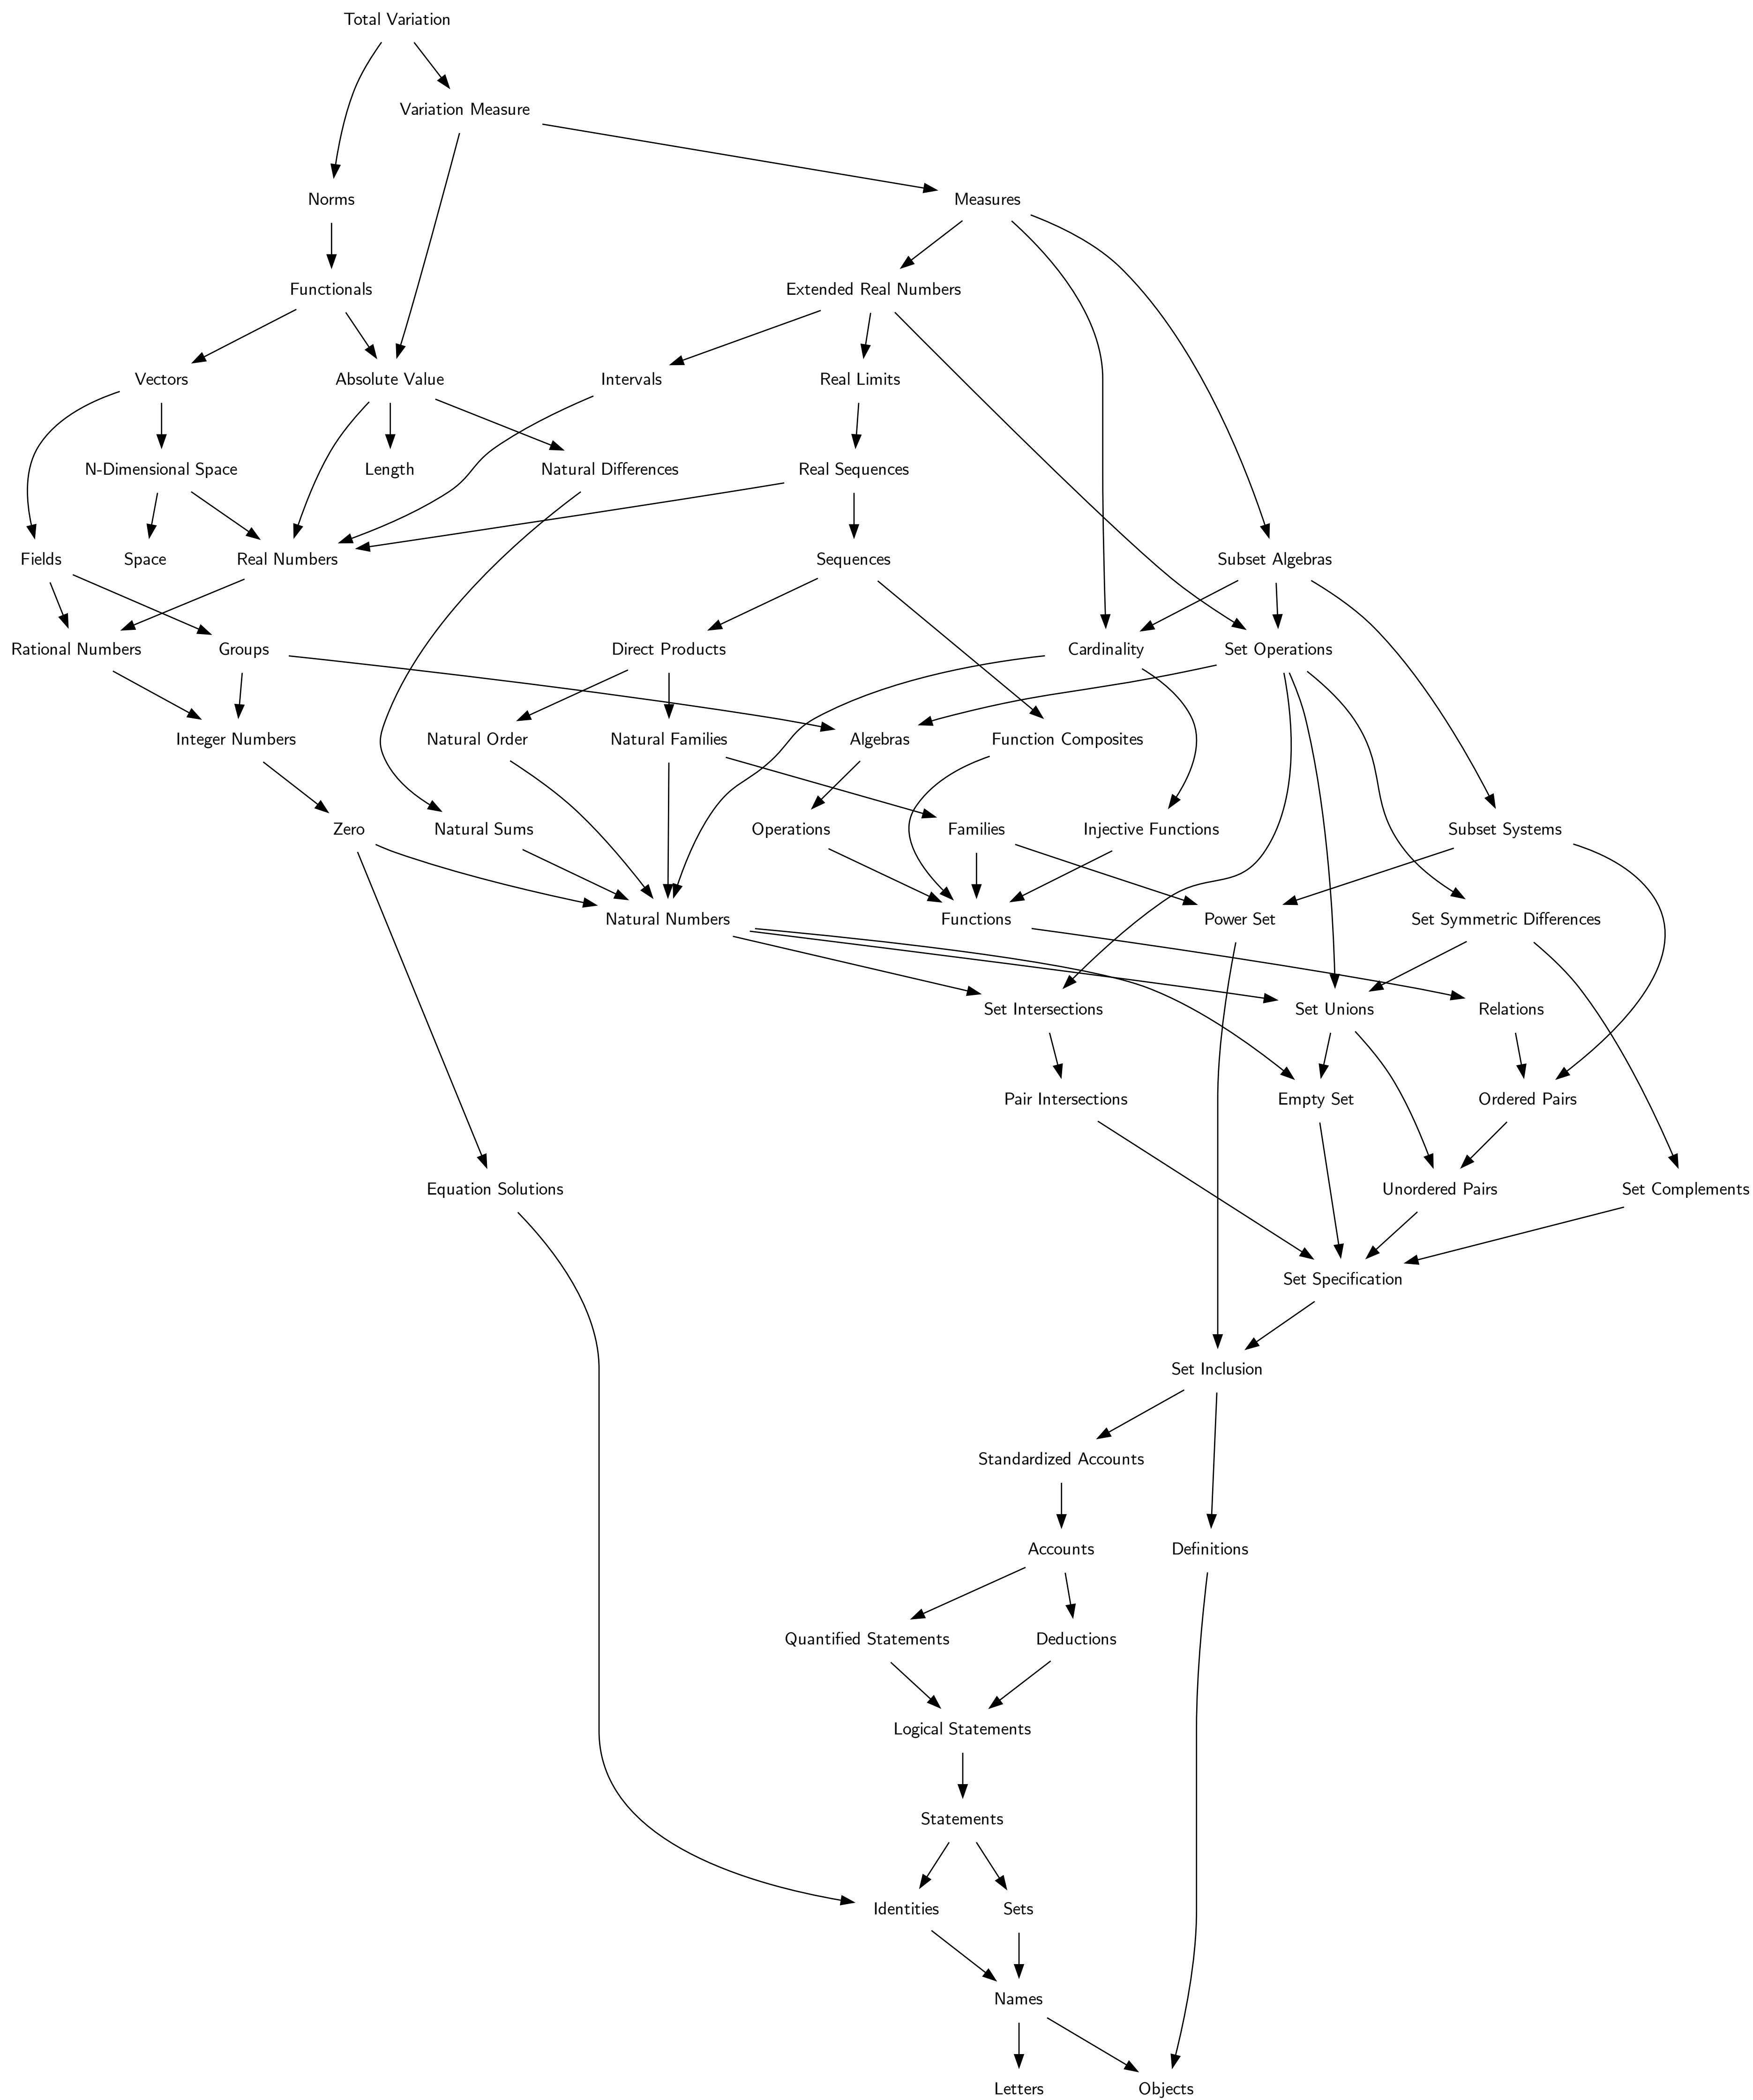 Total Variation
Variation Measure
Norms
Measures
Functionals
Extended Real Numbers
Vectors
Absolute Value
Intervals
Real Limits
N-Dimensional Space
Length
Natural Differences
Real Sequences
Fields
Space
Real Numbers
Sequences
Subset Algebras
Rational Numbers
Groups
Direct Products
Cardinality
Set Operations
Integer Numbers
Natural Order
Natural Families
Algebras
Function Composites
Zero
Natural Sums
Operations
Families
Injective Functions
Subset Systems
Natural Numbers
Functions
Power Set
Set Symmetric Differences
Set Intersections
Set Unions
Relations
Pair Intersections
Empty Set
Ordered Pairs
Equation Solutions
Unordered Pairs
Set Complements
Set Specification
Set Inclusion
Standardized Accounts
Accounts
Definitions
Quantified Statements
Deductions
Logical Statements
Statements
Identities
Sets
Names
Letters
Objects